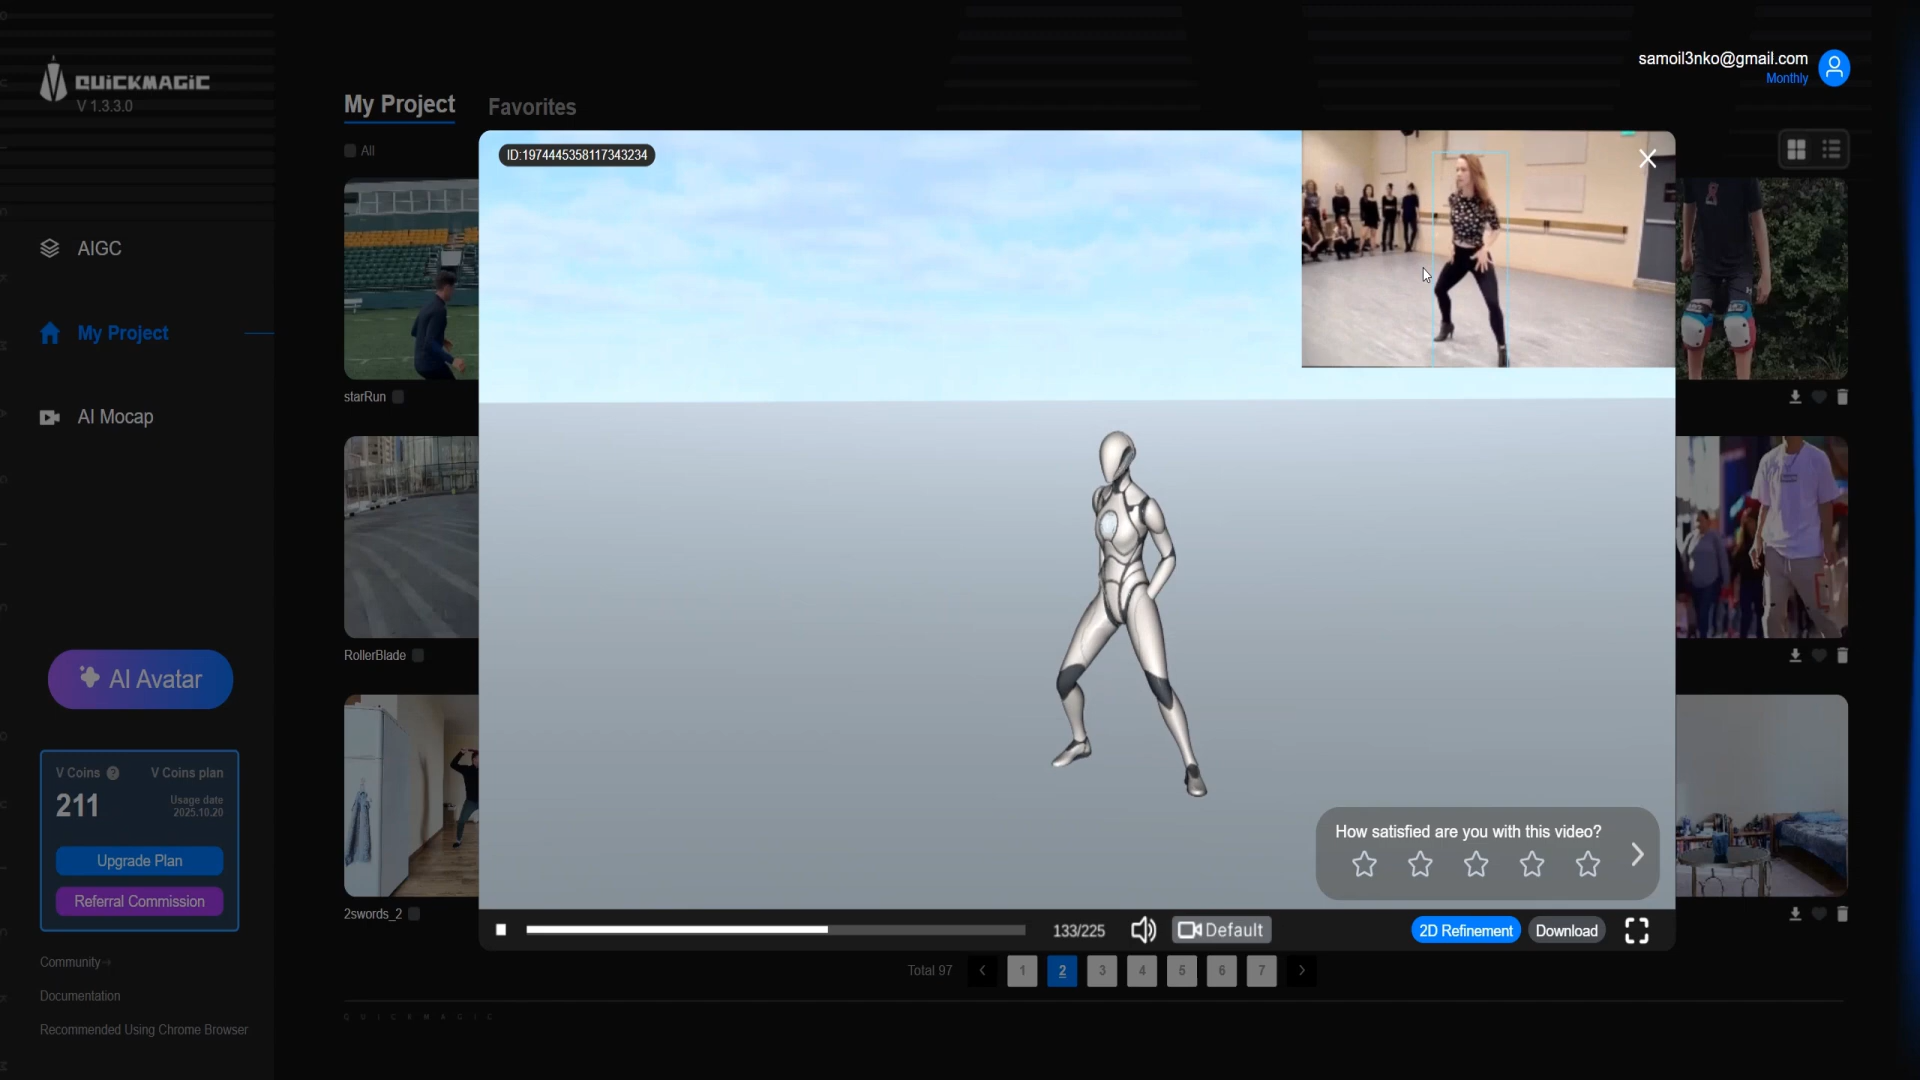 QUICKMAGIC
V 1.3.3.0
samoil3nko@gmail.com
Monthly
My Project
Favorites
All
ID:1974445358117343234
AIGC
My Project
AI Mocap
starRun
RollerBlade
2swords_2
AI Avatar
V Coins
V Coins plan
211
Usage date
2025.10.20
Upgrade Plan
Referral Commission
Community
Documentation
Recommended Using Chrome Browser
How satisfied are you with this video?
133/225
Default
2D Refinement
Download
Total 97
1
2
3
4
5
6
7
QUICKMAGIC